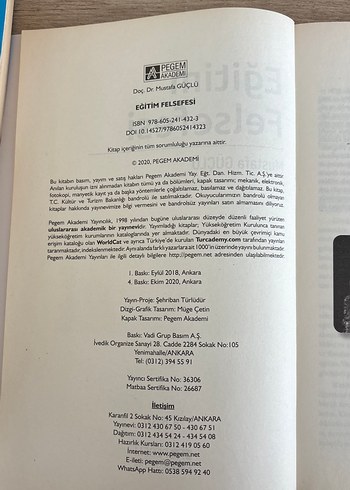 PEGEM
AKADEMİ
Doç. Dr. Mustafa GÜÇLÜ
EĞİTİM FELSEFESİ
ISBN 978-605-241-432-3
DOI 10.14527/9786052414323
Kitap içeriğinin tüm sorumluluğu yazarına aittir.
© 2020, PEGEM AKADEMİ
Bu kitabın basım, yayım ve satış hakları Pegem Akademi Yay. Eğt. Dan. Hizm. Tic. A.Ş.'ye aittir.
Anılan kuruluşun izni alınmadan kitabın tümü ya da bölümleri, kapak tasarımı; mekanik, elektronik,
fotokopi, manyetik kayıt ya da başka yöntemlerle çoğaltılamaz, basılamaz ve dağıtılamaz. Bu kitap,
T.C. Kültür ve Turizm Bakanlığı bandrolü ile satılmaktadır. Okuyucularımızın bandrolü olmayan
kitaplar hakkında yayınevimize bilgi vermesini ve bandrolsüz yayınları satın almamasını diliyoruz.
Pegem Akademi Yayıncılık, 1998 yılından bugüne uluslararası düzeyde düzenli faaliyet yürüten
uluslararası akademik bir yayınevidir. Yayımladığı kitaplar; Yükseköğretim Kurulunca tanınan
yükseköğretim kurumlarının kataloglarında yer almaktadır. Dünyadaki en büyük çevrimiçi kamu
erişim kataloğu olan WorldCat ve ayrıca Türkiye'de kurulan Turcademy.com tarafından yayınları
taranmaktadır, indekslenmektedir. Aynı alanda farklı yazarlara ait 1000'in üzerinde yayını bulunmaktadır.
Pegem Akademi Yayınları ile ilgili detaylı bilgilere http://pegem.net adresinden ulaşılabilmektedir.
1. Baskı: Eylül 2018, Ankara
4. Baskı: Ekim 2020, Ankara
Yayın-Proje: Şehriban Türlüdür
Dizgi-Grafik Tasarım: Müge Çetin
Kapak Tasarımı: Pegem Akademi
Baskı: Vadi Grup Basım A.Ş.
İvedik Organize Sanayi 28. Cadde 2284 Sokak No:105
Yenimahalle/ANKARA
Tel: (0312) 394 55 91
Yayıncı Sertifika No: 36306
Matbaa Sertifika No: 26687
İletişim
Karanfil 2 Sokak No: 45 Kızılay/ANKARA
Yayınevi: 0312 430 67 50 - 430 67 51
Dağıtım: 0312 434 54 24 - 434 54 08
Hazırlık Kursları: 0312 419 05 60
İnternet: www.pegem.net
E-ileti: pegem@pegem.net
WhatsApp Hattı: 0538 594 92 40